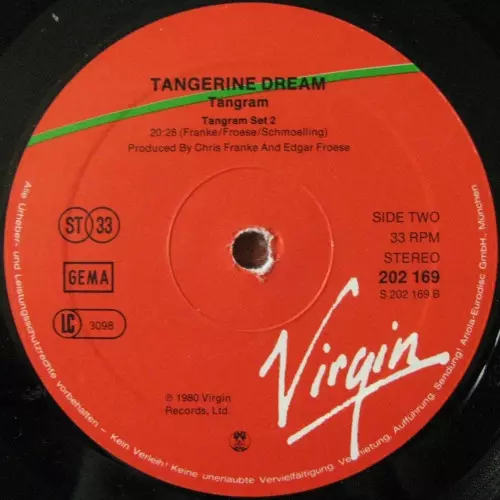 TANGERINE DREAM
Tangram
Tangram Set 2
20:28 (Franke/Froese/Schmoelling)
Produced By Chris Franke And Edgar Froese
ST 33
GEMA
LC 3098
SIDE TWO
33 RPM
STEREO
202 169
S 202 169 B
Virgin
℗ 1980 Virgin
Records, Ltd.
Alle Urheber- und Leistungsschutzrechte vorbehalten – Kein Verleih! Keine unerlaubte Vervielfältigung, Vermietung, Aufführung, Sendung! Ariola-Eurodisc GmbH., München